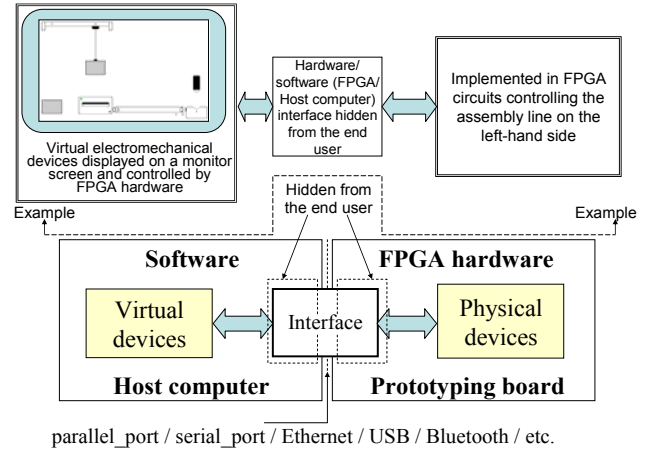 Virtual electromechanical
devices displayed on a monitor
screen and controlled by
FPGA hardware
Hardware/
software (FPGA/
Host computer)
interface hidden
from the end
user
Implemented in FPGA
circuits controlling the
assembly line on the
left-hand side
Example
Hidden from
the end user
Example
Software
FPGA hardware
Virtual
devices
Interface
Physical
devices
Host computer
Prototyping board
parallel_port / serial_port / Ethernet / USB / Bluetooth / etc.